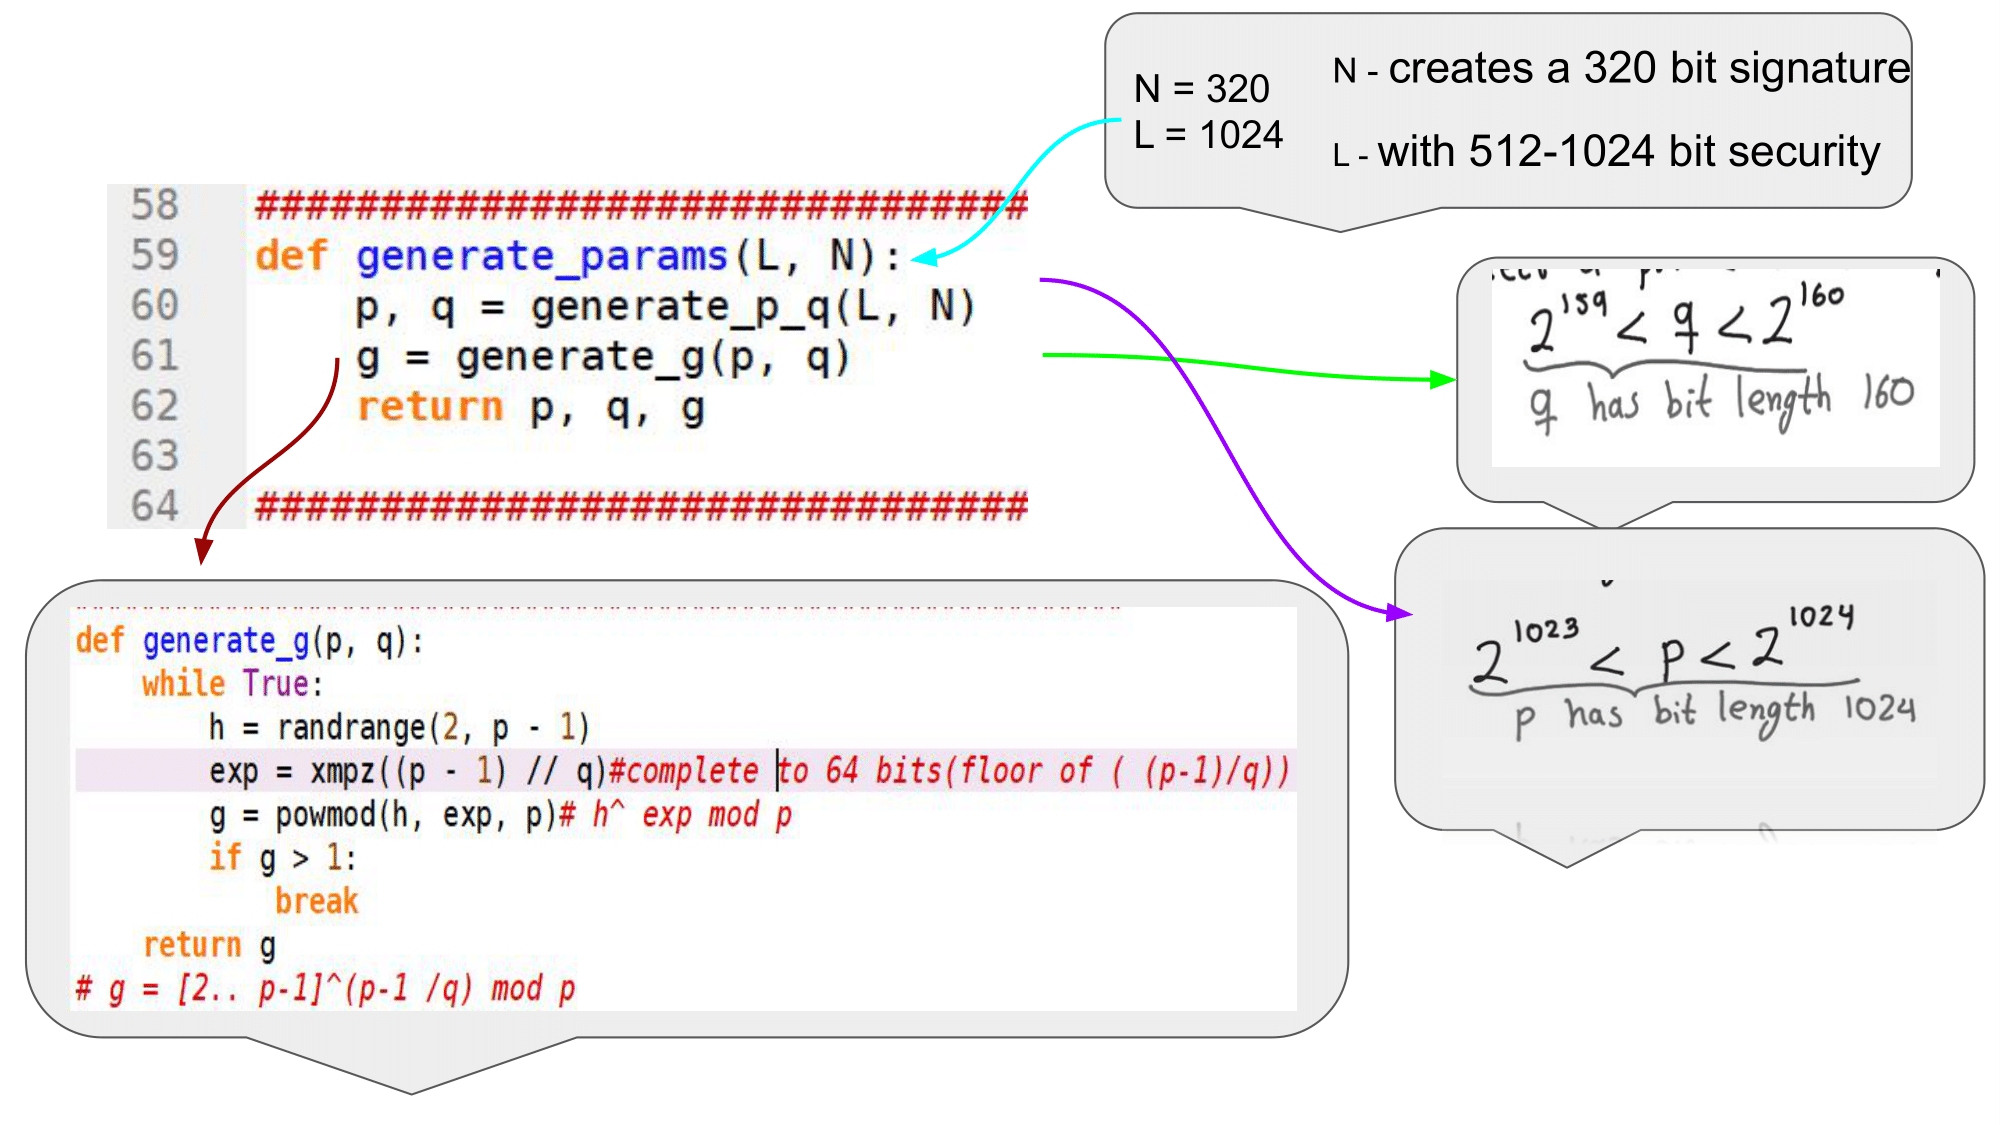 N = 320
L = 1024
N - creates a 320 bit signature
L - with 512-1024 bit security
58 ###############################
59 def generate_params(L, N):
60 p, q = generate_p_q(L, N)
61 g = generate_g(p, q)
62 return p, q, g
63
64 ###############################
2^159 < q < 2^160
q has bit length 160
2^1023 < p < 2^1024
p has bit length 1024
def generate_g(p, q):
while True:
h = randrange(2, p - 1)
exp = xmpz((p - 1) // q)#complete to 64 bits(floor of ( (p-1)/q))
g = powmod(h, exp, p)# h^ exp mod p
if g > 1:
break
return g
# g = [2.. p-1]^(p-1 /q) mod p